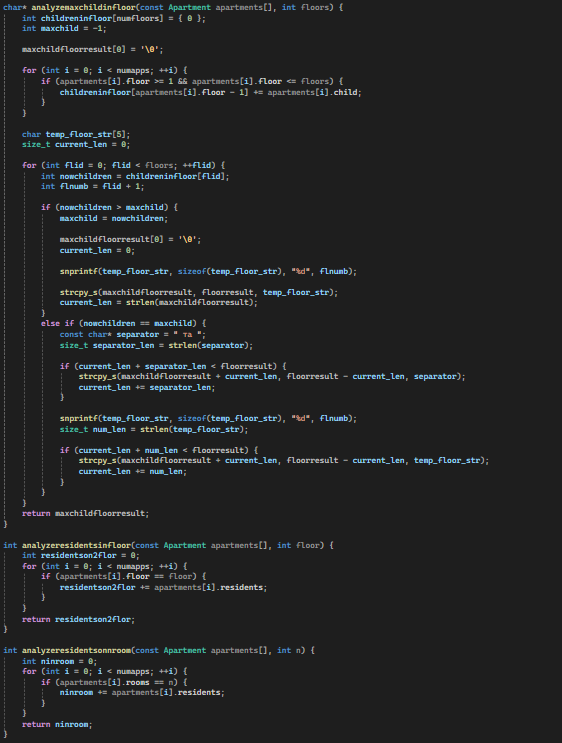 char* analyzemaxchildinfloor(const Apartment apartments[], int floors) {
    int childreninfloor[numfloors] = { 0 };
    int maxchild = -1;

    maxchildfloorresult[0] = '\0';

    for (int i = 0; i < numapps; ++i) {
        if (apartments[i].floor >= 1 && apartments[i].floor <= floors) {
            childreninfloor[apartments[i].floor - 1] += apartments[i].child;
        }
    }

    char temp_floor_str[5];
    size_t current_len = 0;

    for (int flid = 0; flid < floors; ++flid) {
        int nowchildren = childreninfloor[flid];
        int flnumb = flid + 1;

        if (nowchildren > maxchild) {
            maxchild = nowchildren;

            maxchildfloorresult[0] = '\0';
            current_len = 0;

            snprintf(temp_floor_str, sizeof(temp_floor_str), "%d", flnumb);

            strcpy_s(maxchildfloorresult, floorresult, temp_floor_str);
            current_len = strlen(maxchildfloorresult);
        }
        else if (nowchildren == maxchild) {
            const char* separator = " та ";
            size_t separator_len = strlen(separator);

            if (current_len + separator_len < floorresult) {
                strcpy_s(maxchildfloorresult + current_len, floorresult - current_len, separator);
                current_len += separator_len;
            }

            snprintf(temp_floor_str, sizeof(temp_floor_str), "%d", flnumb);
            size_t num_len = strlen(temp_floor_str);

            if (current_len + num_len < floorresult) {
                strcpy_s(maxchildfloorresult + current_len, floorresult - current_len, temp_floor_str);
                current_len += num_len;
            }
        }
    }
    return maxchildfloorresult;
}

int analyzeresidentsinfloor(const Apartment apartments[], int floor) {
    int residentson2flor = 0;
    for (int i = 0; i < numapps; ++i) {
        if (apartments[i].floor == floor) {
            residentson2flor += apartments[i].residents;
        }
    }
    return residentson2flor;
}

int analyzeresidentsonnroom(const Apartment apartments[], int n) {
    int ninroom = 0;
    for (int i = 0; i < numapps; ++i) {
        if (apartments[i].rooms == n) {
            ninroom += apartments[i].residents;
        }
    }
    return ninroom;
}